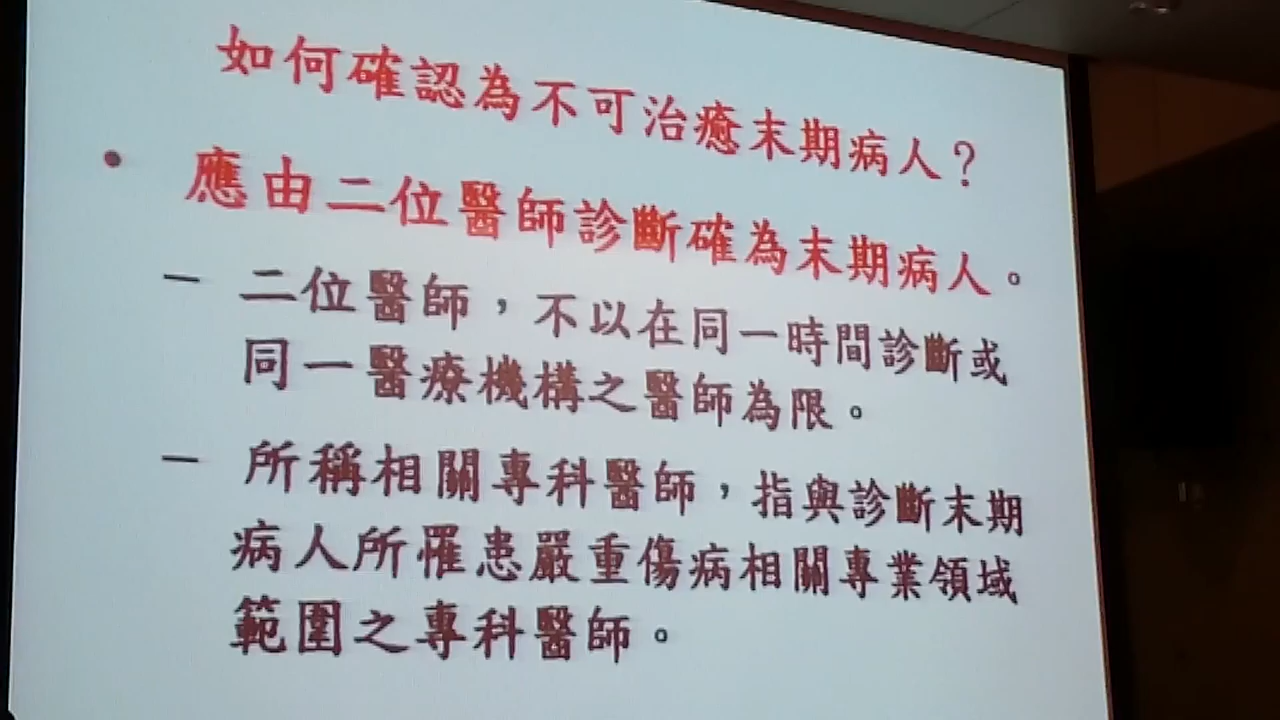 如何確認為不可治癒末期病人？
• 應由二位醫師診斷確為末期病人。
– 二位醫師，不以在同一時間診斷或
同一醫療機構之醫師為限。
– 所稱相關專科醫師，指與診斷末期
病人所罹患嚴重傷病相關專業領域
範圍之專科醫師。